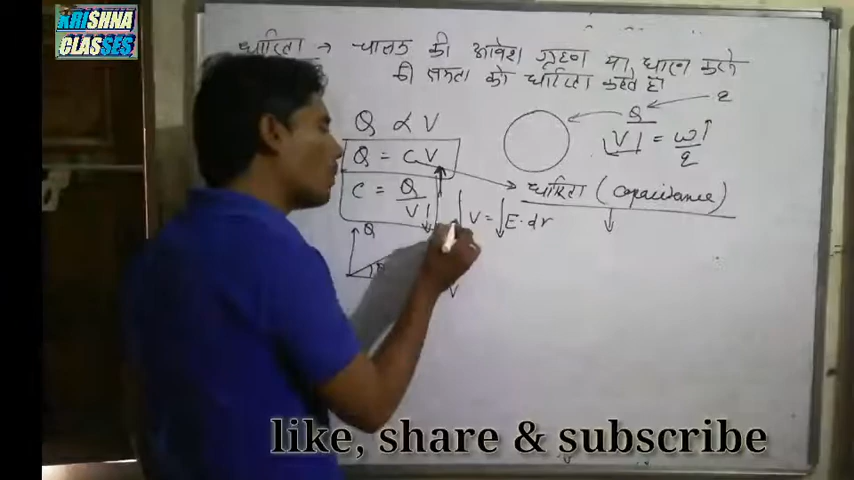 KRISHNA
CLASSES
धारिता → चालक की आवेश ग्रहण या धारण करने
की क्षमता को धारिता कहते हैं।
Q ∝ V
Q = CV
C = Q/V↓
Q
V↓ = W↑/q
q
धारिता (capacitance)
↓V = ↓E·dr
Q
V
like, share & subscribe